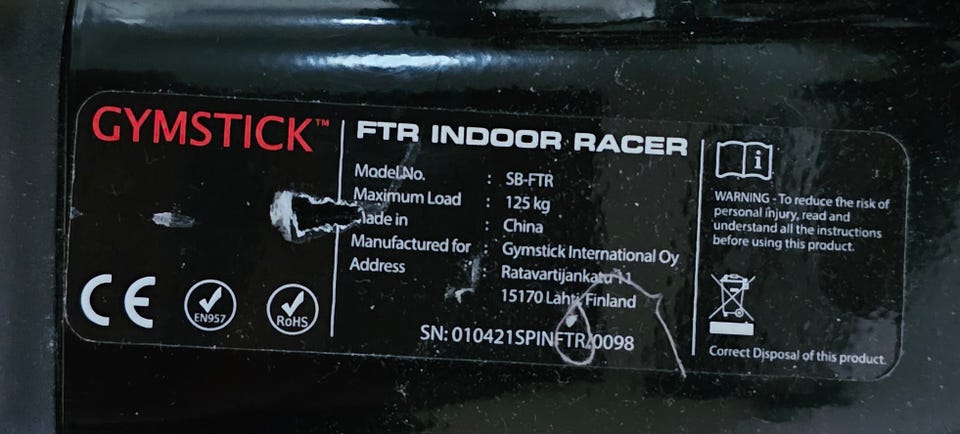 GYMSTICK™
FTR INDOOR RACER
Model.No. : SB-FTR
Maximum Load : 125 kg
Made in : China
Manufactured for : Gymstick International Oy
Address : Ratavartijankatu 11
15170 Lahti, Finland
SN: 010421SPINFTR/0098
CE
EN957
RoHS
i
WARNING - To reduce the risk of
personal injury, read and
understand all the instructions
before using this product.
Correct Disposal of this product.